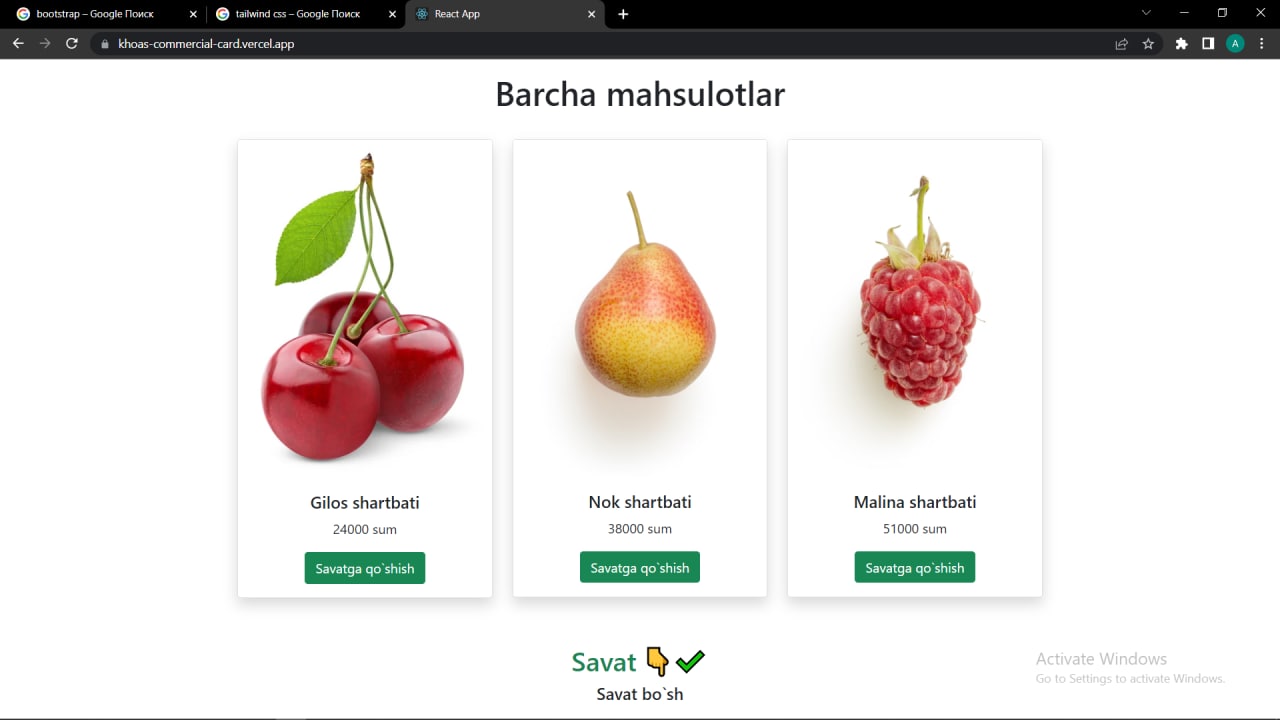 bootstrap – Google Поиск
tailwind css – Google Поиск
React App
khoas-commercial-card.vercel.app
A
Barcha mahsulotlar
Gilos shartbati
24000 sum
Savatga qo`shish
Nok shartbati
38000 sum
Savatga qo`shish
Malina shartbati
51000 sum
Savatga qo`shish
Savat 👇✅
Savat bo`sh
Activate Windows
Go to Settings to activate Windows.